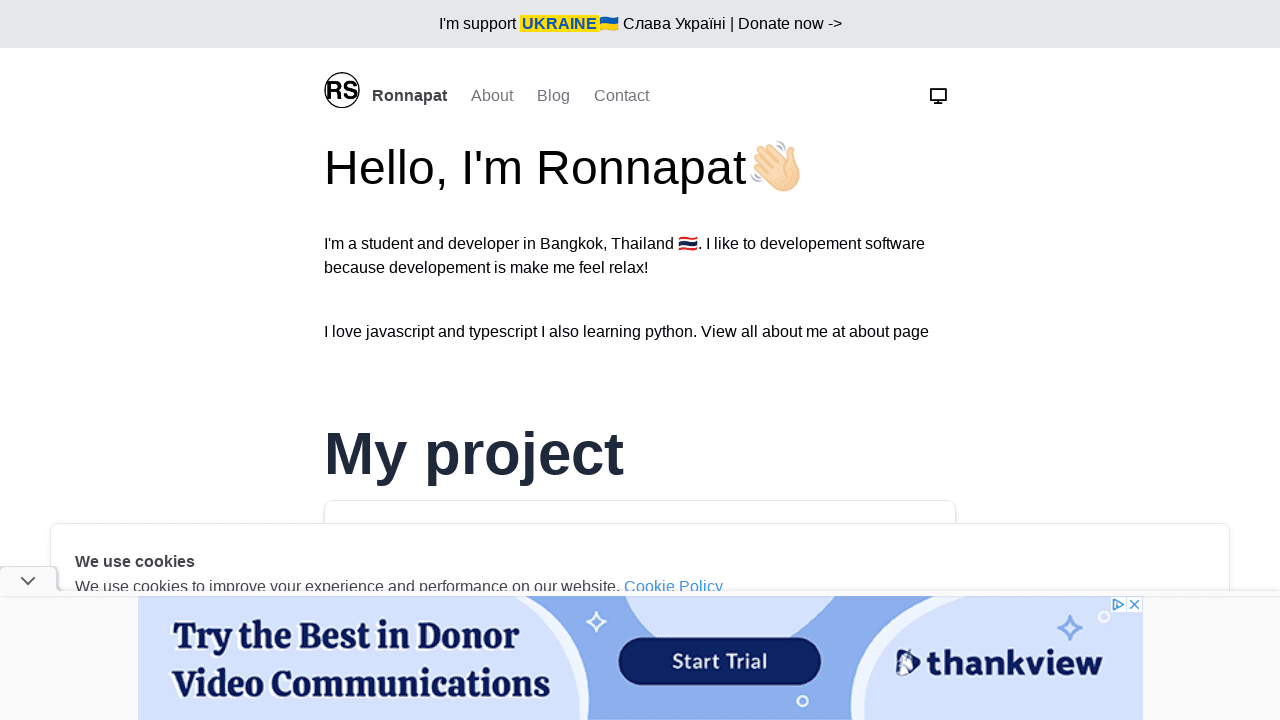 I'm support UKRAINE🇺🇦 Слава Україні | Donate now ->
RS
Ronnapat About Blog Contact
Hello, I'm Ronnapat👋🏻
I'm a student and developer in Bangkok, Thailand 🇹🇭. I like to developement software
because developement is make me feel relax!
I love javascript and typescript I also learning python. View all about me at about page
My project
We use cookies
We use cookies to improve your experience and performance on our website. Cookie Policy
Try the Best in Donor
Video Communications
Start Trial
thankview